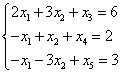 2x₁ + 3x₂ + x₃ = 6
-x₁ + x₂ + x₄ = 2
-x₁ - 3x₂ + x₅ = 3